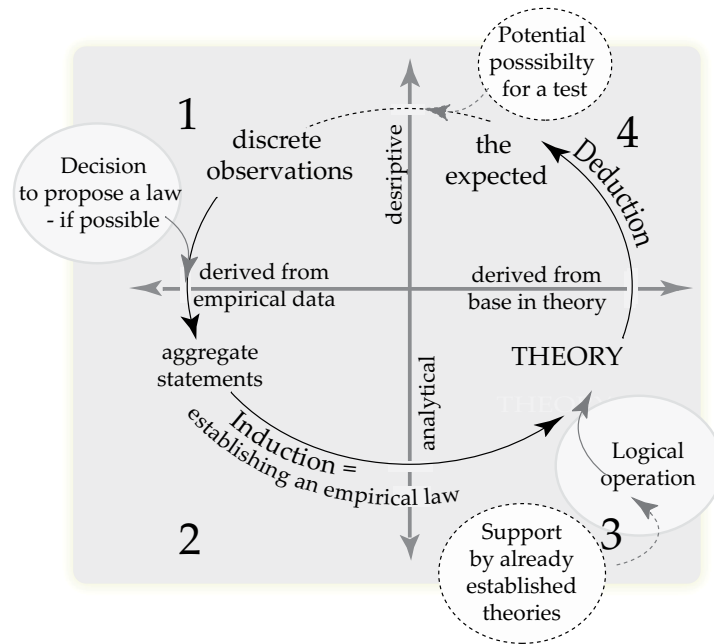 Potential
posssibilty
for a test
1
4
discrete
observations
the
expected
Deduction
Decision
to propose a law
- if possible
desriptive
derived from
empirical data
derived from
base in theory
aggregate
statements
THEORY
THEORY
analytical
Induction =
establishing an empirical law
Logical
operation
2
3
Support
by already
established
theories